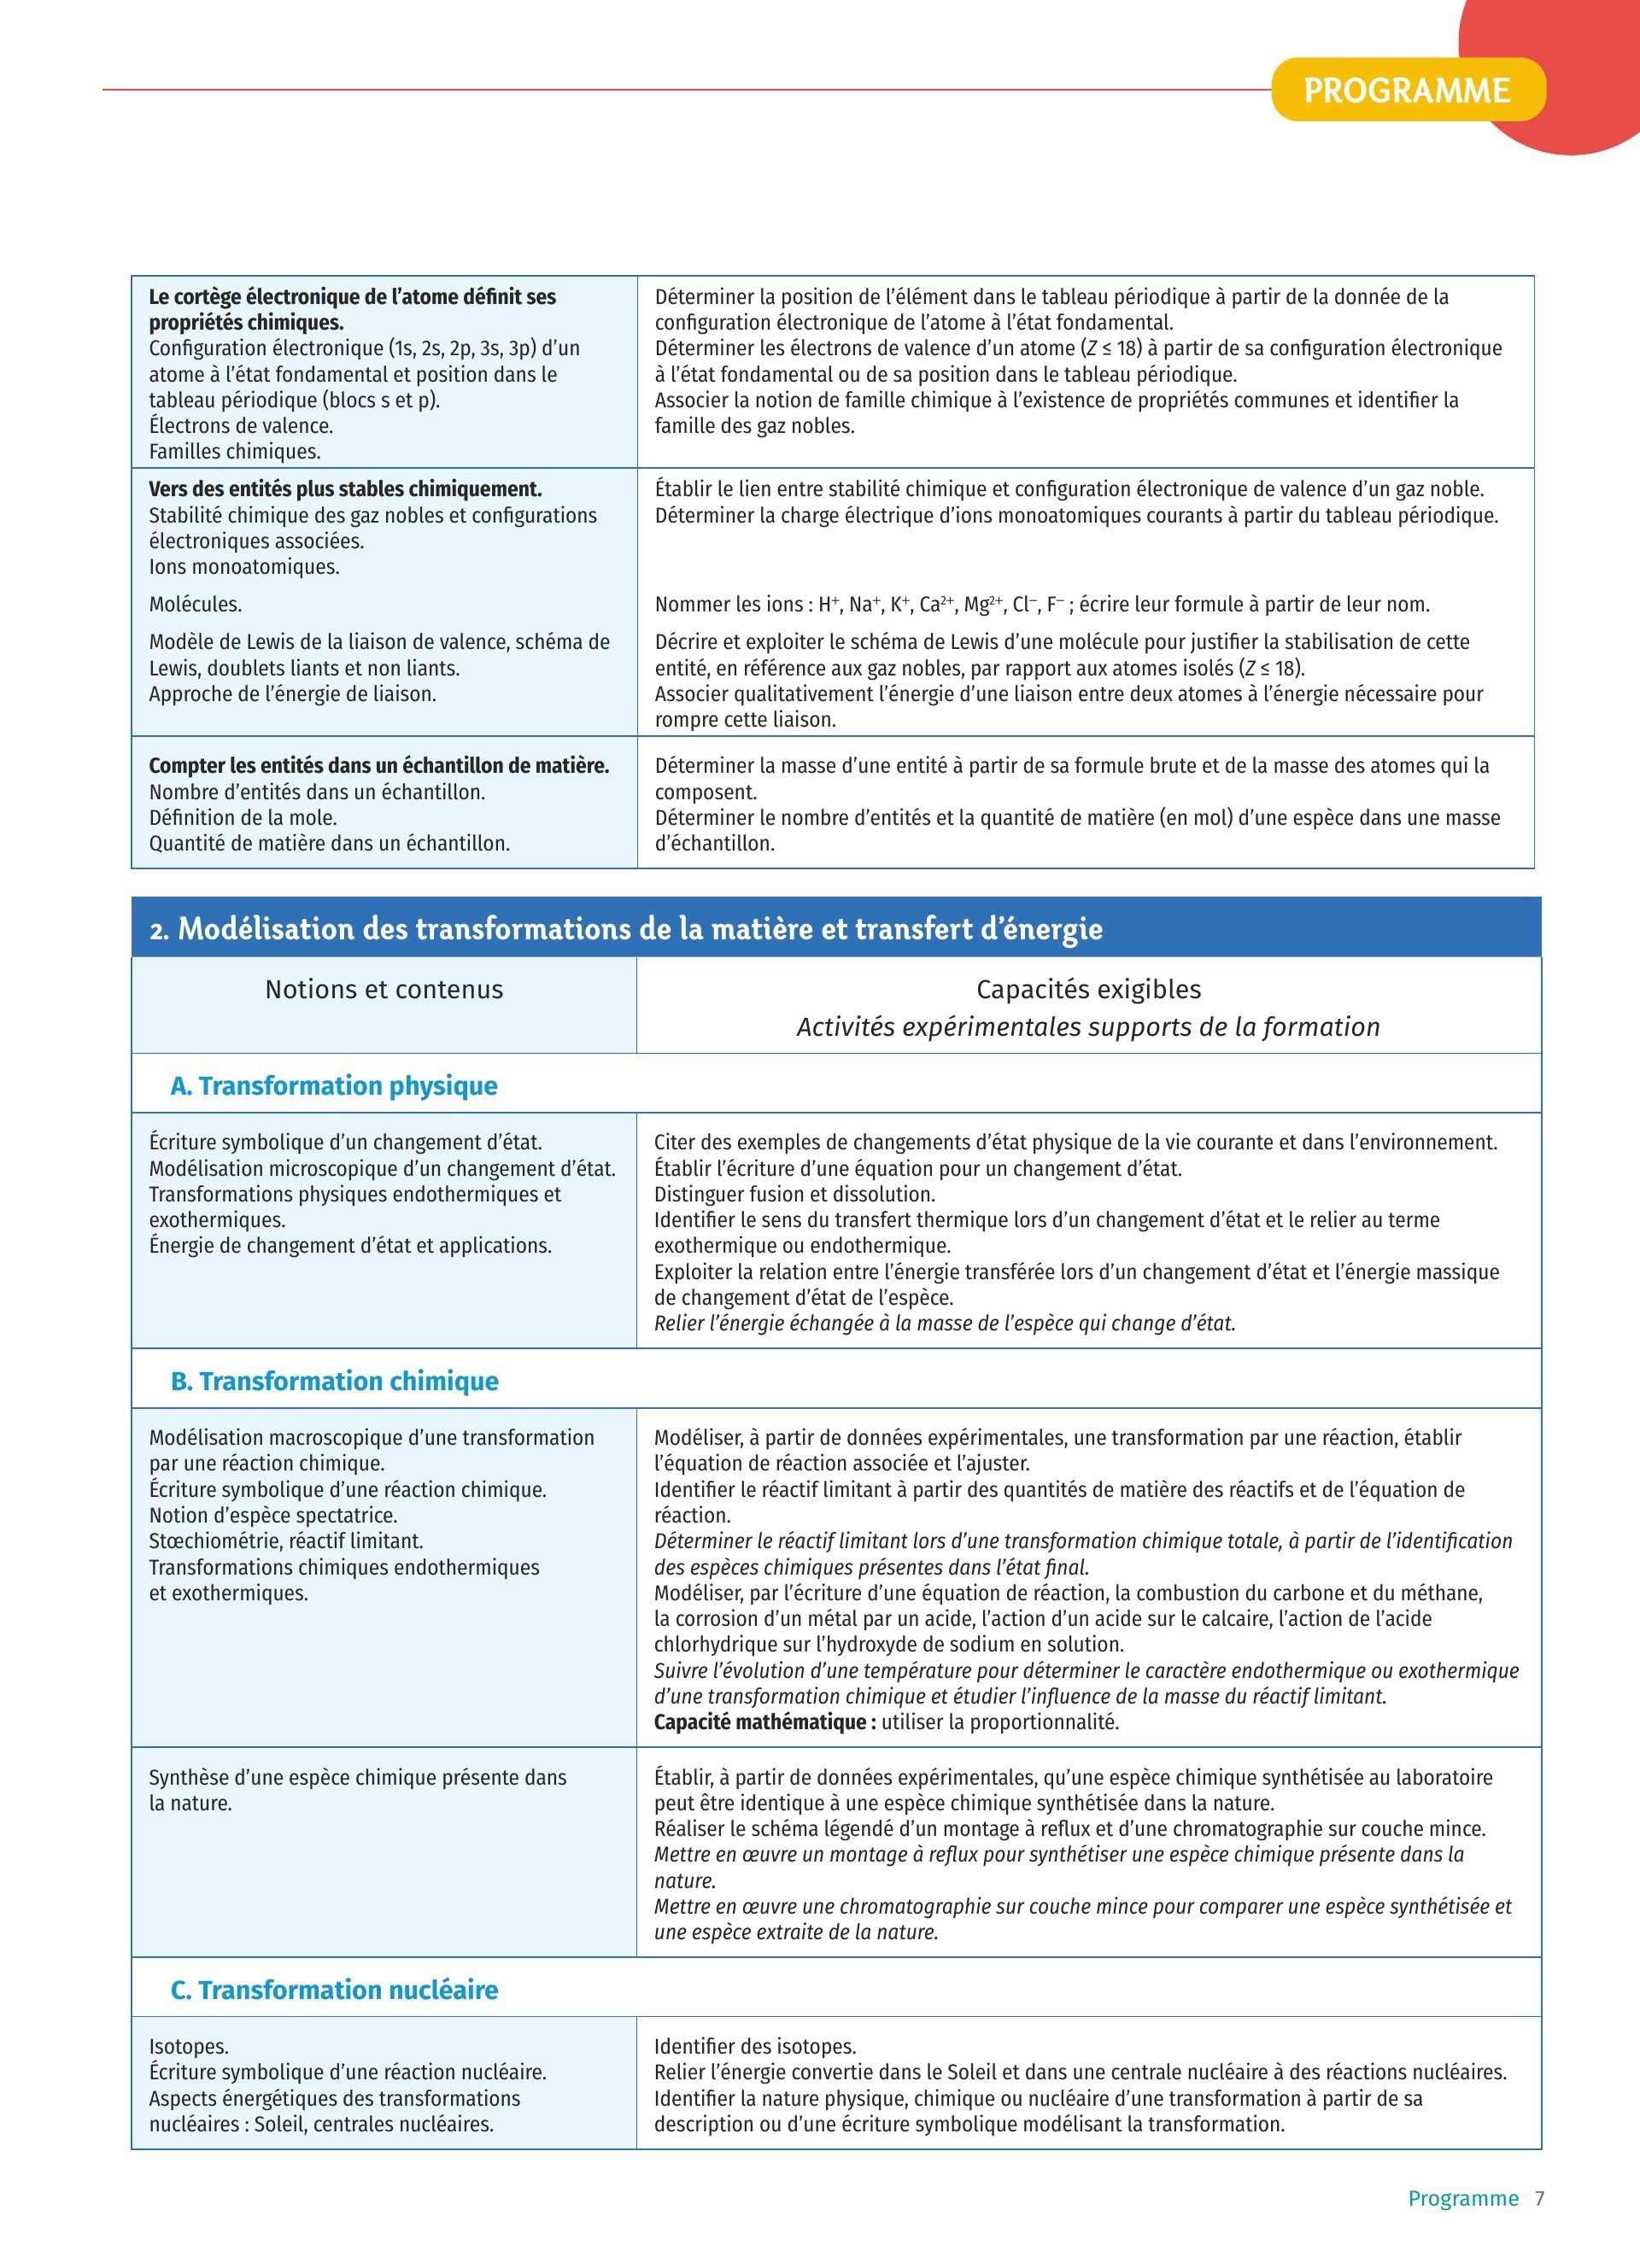 PROGRAMME
Le cortège électronique de l’atome définit ses
propriétés chimiques.
Configuration électronique (1s, 2s, 2p, 3s, 3p) d’un
atome à l’état fondamental et position dans le
tableau périodique (blocs s et p).
Électrons de valence.
Familles chimiques.
Déterminer la position de l’élément dans le tableau périodique à partir de la donnée de la
configuration électronique de l’atome à l’état fondamental.
Déterminer les électrons de valence d’un atome (Z ≤ 18) à partir de sa configuration électronique
à l’état fondamental ou de sa position dans le tableau périodique.
Associer la notion de famille chimique à l’existence de propriétés communes et identifier la
famille des gaz nobles.
Vers des entités plus stables chimiquement.
Stabilité chimique des gaz nobles et configurations
électroniques associées.
Ions monoatomiques.
Établir le lien entre stabilité chimique et configuration électronique de valence d’un gaz noble.
Déterminer la charge électrique d’ions monoatomiques courants à partir du tableau périodique.
Molécules.
Nommer les ions : H⁺, Na⁺, K⁺, Ca²⁺, Mg²⁺, Cl⁻, F⁻ ; écrire leur formule à partir de leur nom.
Modèle de Lewis de la liaison de valence, schéma de
Lewis, doublets liants et non liants.
Approche de l’énergie de liaison.
Décrire et exploiter le schéma de Lewis d’une molécule pour justifier la stabilisation de cette
entité, en référence aux gaz nobles, par rapport aux atomes isolés (Z ≤ 18).
Associer qualitativement l’énergie d’une liaison entre deux atomes à l’énergie nécessaire pour
rompre cette liaison.
Compter les entités dans un échantillon de matière.
Nombre d’entités dans un échantillon.
Définition de la mole.
Quantité de matière dans un échantillon.
Déterminer la masse d’une entité à partir de sa formule brute et de la masse des atomes qui la
composent.
Déterminer le nombre d’entités et la quantité de matière (en mol) d’une espèce dans une masse
d’échantillon.
2. Modélisation des transformations de la matière et transfert d’énergie
Notions et contenus
Capacités exigibles
Activités expérimentales supports de la formation
A. Transformation physique
Écriture symbolique d’un changement d’état.
Modélisation microscopique d’un changement d’état.
Transformations physiques endothermiques et
exothermiques.
Énergie de changement d’état et applications.
Citer des exemples de changements d’état physique de la vie courante et dans l’environnement.
Établir l’écriture d’une équation pour un changement d’état.
Distinguer fusion et dissolution.
Identifier le sens du transfert thermique lors d’un changement d’état et le relier au terme
exothermique ou endothermique.
Exploiter la relation entre l’énergie transférée lors d’un changement d’état et l’énergie massique
de changement d’état de l’espèce.
Relier l’énergie échangée à la masse de l’espèce qui change d’état.
B. Transformation chimique
Modélisation macroscopique d’une transformation
par une réaction chimique.
Écriture symbolique d’une réaction chimique.
Notion d’espèce spectatrice.
Stœchiométrie, réactif limitant.
Transformations chimiques endothermiques
et exothermiques.
Modéliser, à partir de données expérimentales, une transformation par une réaction, établir
l’équation de réaction associée et l’ajuster.
Identifier le réactif limitant à partir des quantités de matière des réactifs et de l’équation de
réaction.
Déterminer le réactif limitant lors d’une transformation chimique totale, à partir de l’identification
des espèces chimiques présentes dans l’état final.
Modéliser, par l’écriture d’une équation de réaction, la combustion du carbone et du méthane,
la corrosion d’un métal par un acide, l’action d’un acide sur le calcaire, l’action de l’acide
chlorhydrique sur l’hydroxyde de sodium en solution.
Suivre l’évolution d’une température pour déterminer le caractère endothermique ou exothermique
d’une transformation chimique et étudier l’influence de la masse du réactif limitant.
Capacité mathématique : utiliser la proportionnalité.
Synthèse d’une espèce chimique présente dans
la nature.
Établir, à partir de données expérimentales, qu’une espèce chimique synthétisée au laboratoire
peut être identique à une espèce chimique synthétisée dans la nature.
Réaliser le schéma légendé d’un montage à reflux et d’une chromatographie sur couche mince.
Mettre en œuvre un montage à reflux pour synthétiser une espèce chimique présente dans la
nature.
Mettre en œuvre une chromatographie sur couche mince pour comparer une espèce synthétisée et
une espèce extraite de la nature.
C. Transformation nucléaire
Isotopes.
Écriture symbolique d’une réaction nucléaire.
Aspects énergétiques des transformations
nucléaires : Soleil, centrales nucléaires.
Identifier des isotopes.
Relier l’énergie convertie dans le Soleil et dans une centrale nucléaire à des réactions nucléaires.
Identifier la nature physique, chimique ou nucléaire d’une transformation à partir de sa
description ou d’une écriture symbolique modélisant la transformation.
Programme 7